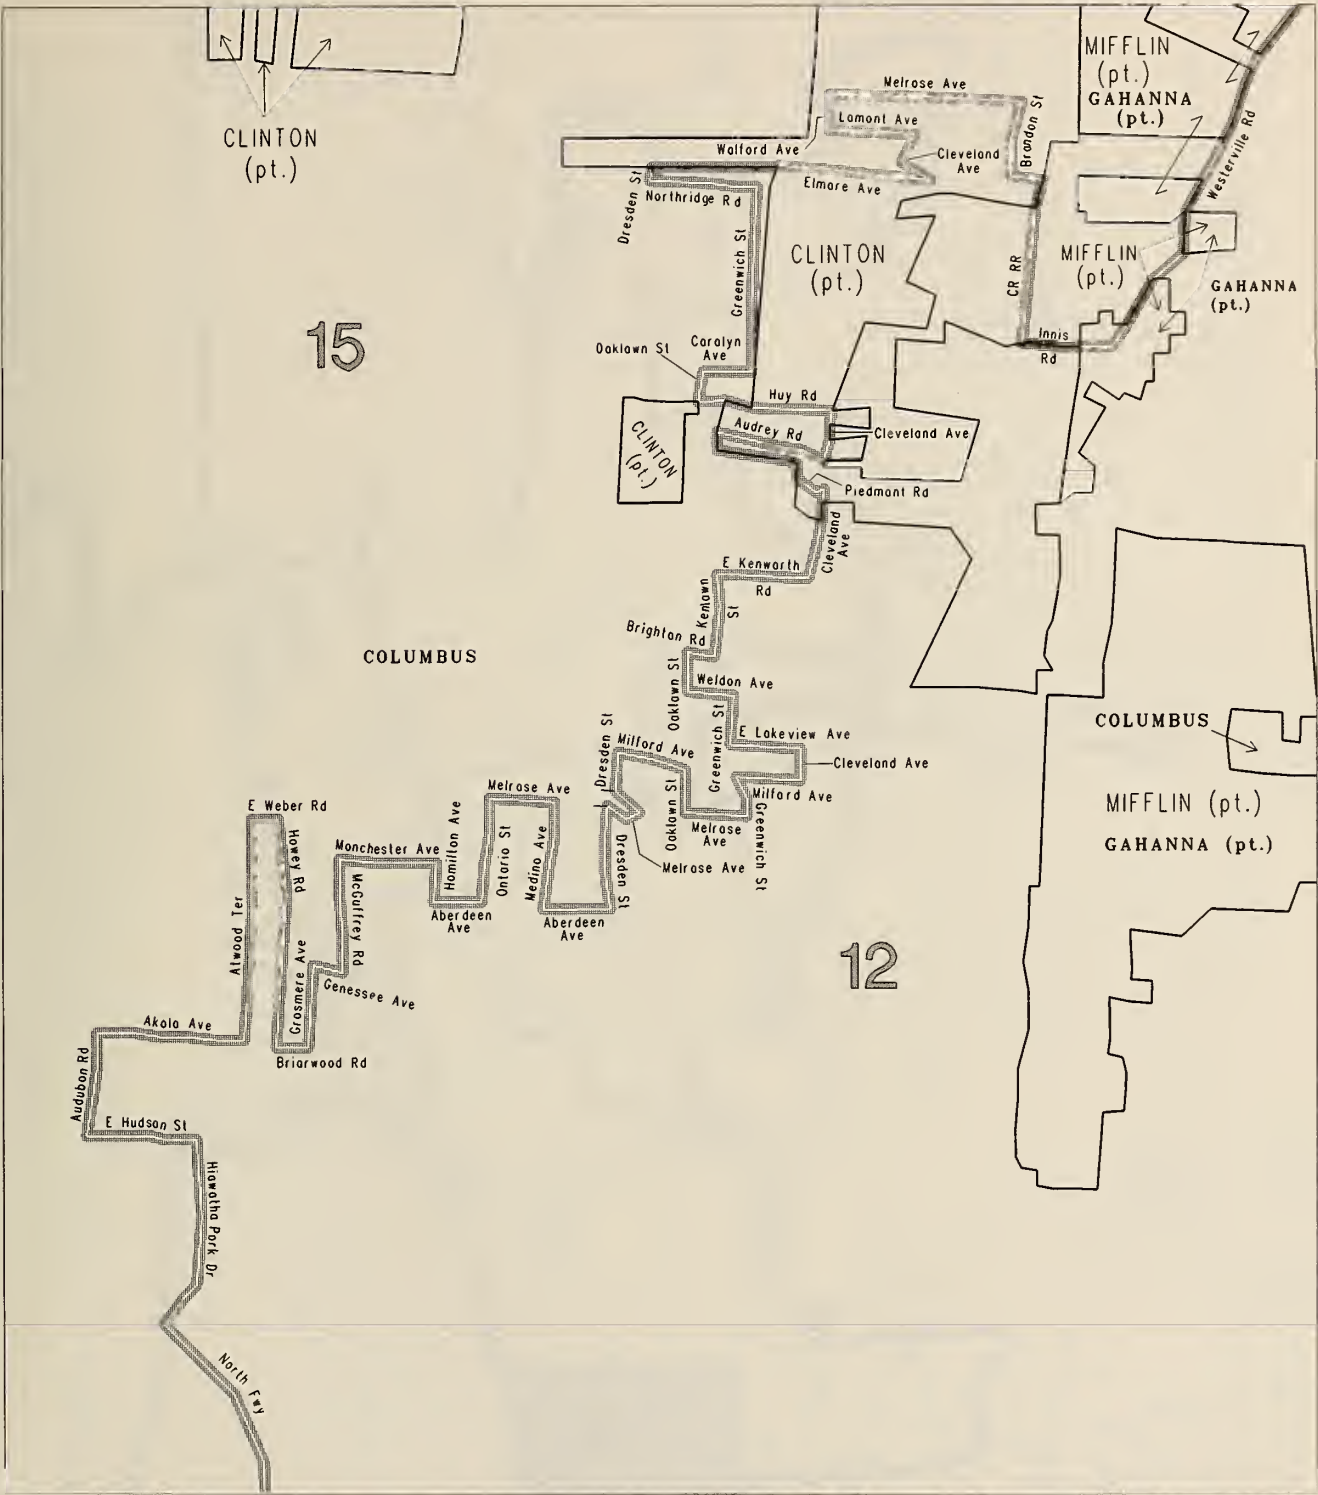 CLINTON
(pt.)
MIFFLIN
(pt.)
GAHANNA
(pt.)
Melrose Ave
Lamont Ave
Brandon St
Westerville Rd
Walford Ave
Cleveland
Ave
Elmore Ave
Dresden St
Northridge Rd
Greenwich St
CLINTON
(pt.)
CR RR
MIFFLIN
(pt.)
GAHANNA
(pt.)
15
Innis
Rd
Oaklawn St
Carolyn
Ave
Huy Rd
Audrey Rd
Cleveland Ave
CLINTON
(pt.)
Piedmont Rd
Cleveland
Ave
E Kenworth
Rd
Kenlawn
St
Brighton Rd
COLUMBUS
Oaklawn St
Weldon Ave
Greenwich St
E Lakeview Ave
Cleveland Ave
Dresden St
Milford Ave
Milford Ave
Oaklawn St
Melrose
Ave
Greenwich St
COLUMBUS
MIFFLIN (pt.)
GAHANNA (pt.)
Melrose Ave
E Weber Rd
Howey Rd
Manchester Ave
Hamilton Ave
Ontario St
Medina Ave
Dresden St
Melrose Ave
McGuffrey Rd
Aberdeen
Ave
Aberdeen
Ave
Atwood Ter
Grasmere Ave
Genessee Ave
12
Akola Ave
Briarwood Rd
Audubon Rd
E Hudson St
Hiawatha Park Dr
North Fwy